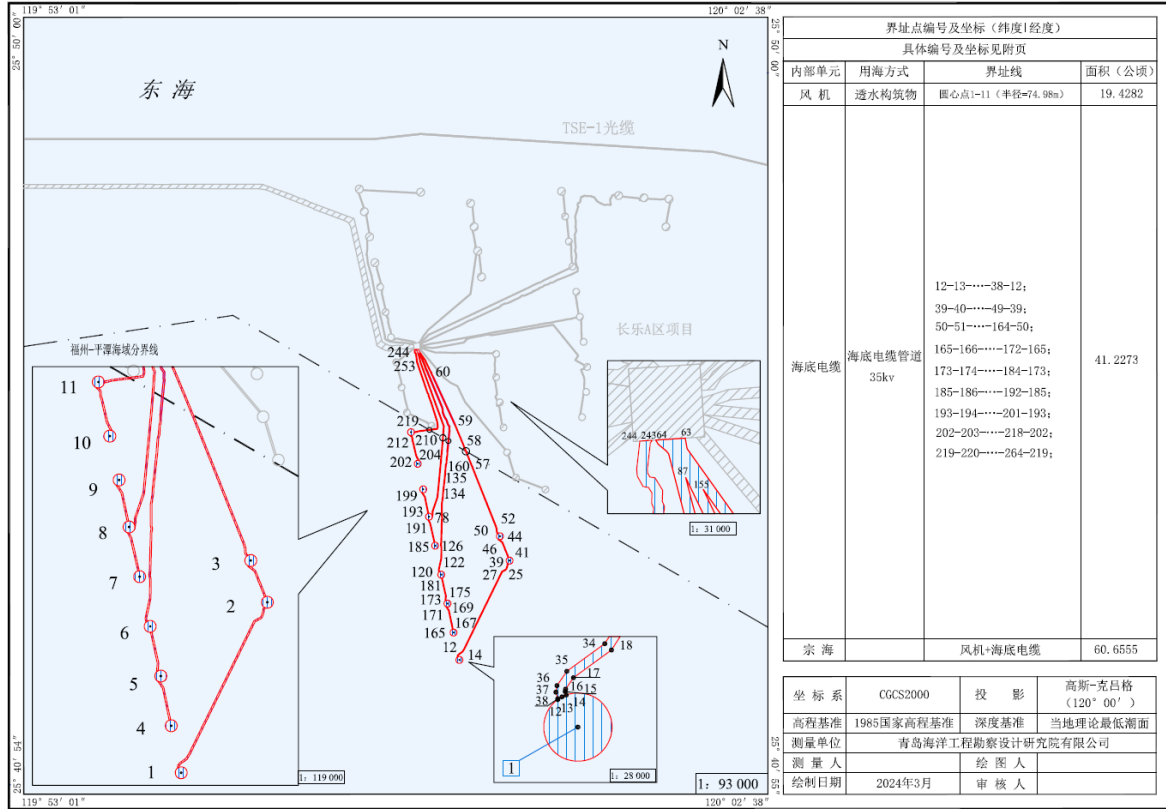 119° 53′ 01″
120° 02′ 38″
25° 50′ 00″
25° 50′ 00″
N
东海
TSE-1光缆
长乐A区项目
福州-平潭海域分界线
244
253
60
219
59
212
210
58
204
57
202
160
135
199
134
193
78
52
191
50
44
185
126
46
41
122
39
120
27
25
181
173
175
169
171
165
167
12
14
11
10
9
8
7
3
2
6
5
4
1
1: 119 000
244
243
64
63
87
155
1: 31 000
34
18
35
17
36
37
16
15
38
14
12
13
1
1: 28 000
1: 93 000
25° 40′ 54″
25° 40′ 55″
119° 53′ 01″
120° 02′ 38″
界址点编号及坐标（纬度|经度）
具体编号及坐标见附页
内部单元 用海方式 界址线 面积（公顷）
风 机 透水构筑物 圆心点1-11（半径=74.98m） 19.4282
12-13-…-38-12;
39-40-…-49-39;
50-51-…-164-50;
165-166-…-172-165;
173-174-…-184-173;
185-186-…-192-185;
193-194-…-201-193;
202-203-…-218-202;
219-220-…-264-219;
海底电缆 海底电缆管道 41.2273
35kv
宗 海 风机+海底电缆 60.6555
坐 标 系 CGCS2000 投 影 高斯-克吕格
（120° 00′ ）
高程基准 1985国家高程基准 深度基准 当地理论最低潮面
测量单位 青岛海洋工程勘察设计研究院有限公司
测 量 人 绘 图 人
绘制日期 2024年3月 审 核 人